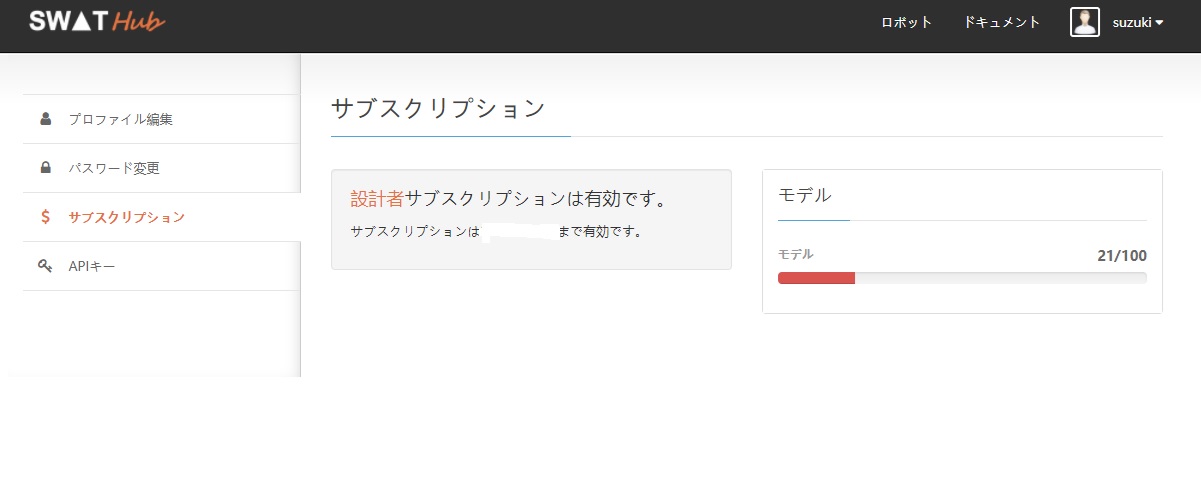 SWAT Hub
ロボット
ドキュメント
suzuki
プロファイル編集
パスワード変更
サブスクリプション
APIキー
サブスクリプション
設計者サブスクリプションは有効です。
サブスクリプションは まで有効です。
モデル
モデル
21/100